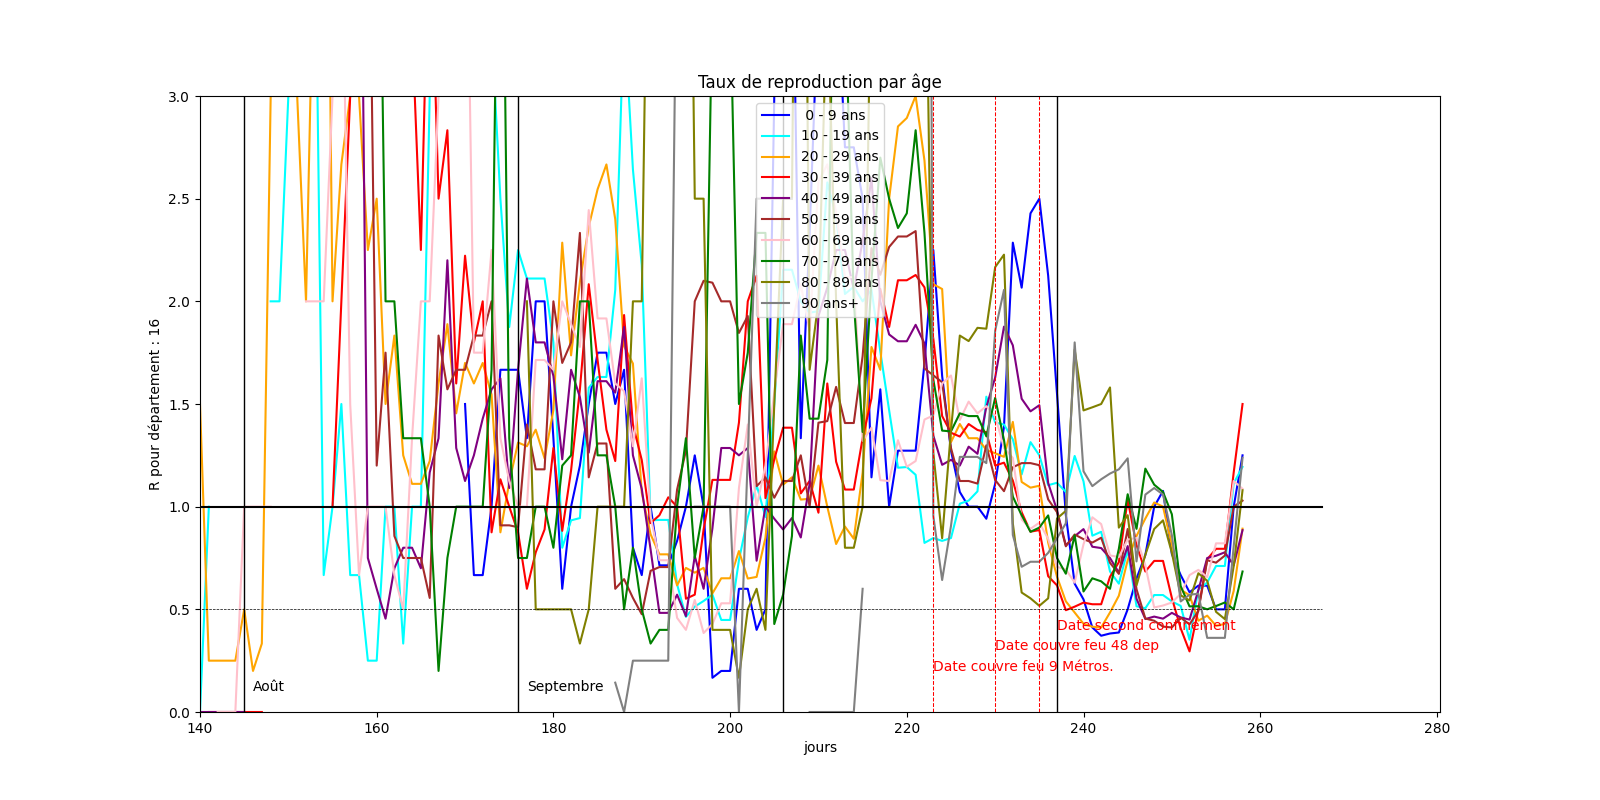 Taux de reproduction par âge
R pour département : 16
3.0
2.5
2.0
1.5
1.0
0.5
0.0
0 - 9 ans
10 - 19 ans
20 - 29 ans
30 - 39 ans
40 - 49 ans
50 - 59 ans
60 - 69 ans
70 - 79 ans
80 - 89 ans
90 ans+
Date second confinement
Date couvre feu 48 dep
Date couvre feu 9 Métros.
Août
Septembre
140 160 180 200 220 240 260 280
jours